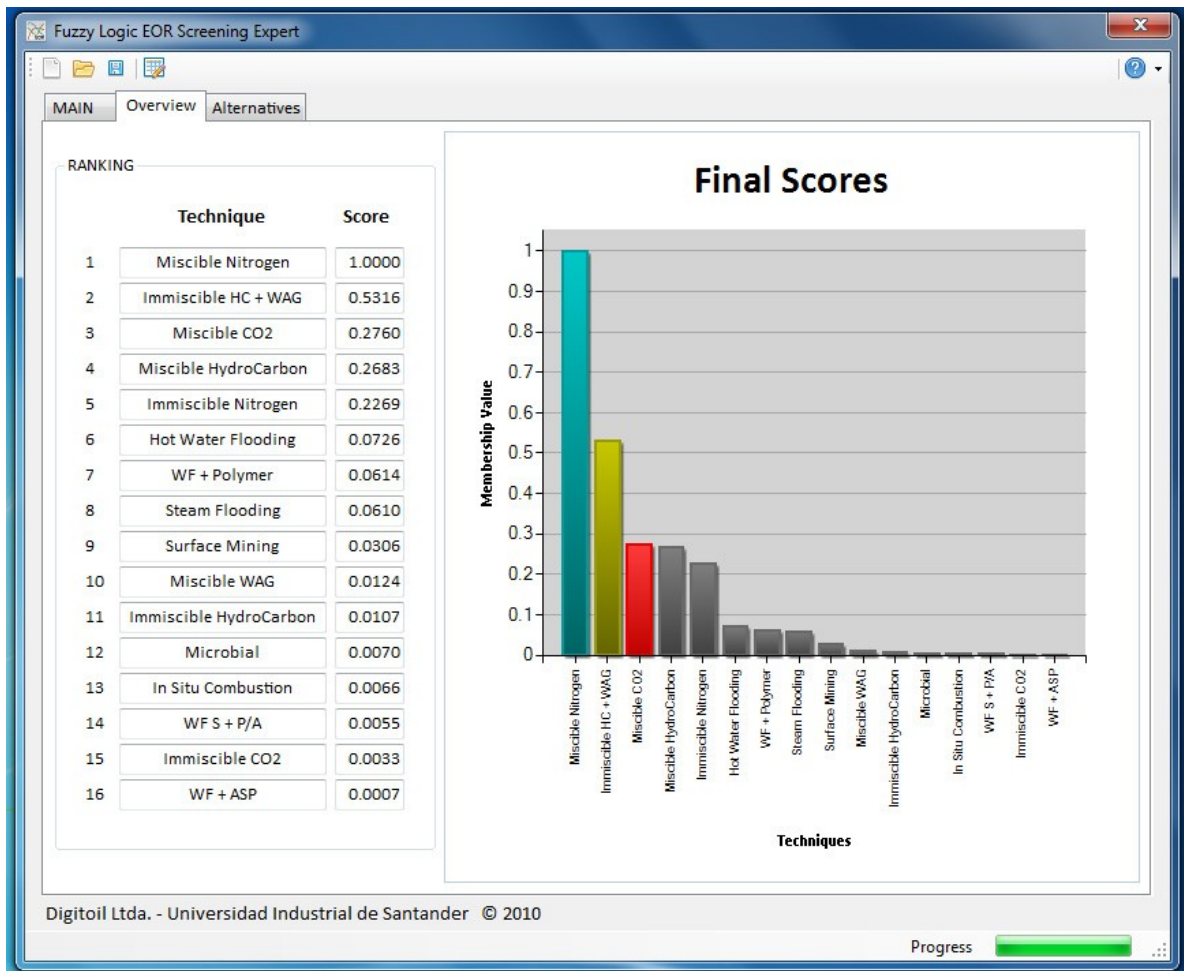 Fuzzy Logic EOR Screening Expert
MAIN Overview Alternatives
RANKING
Technique Score
1 Miscible Nitrogen 1.0000
2 Immiscible HC + WAG 0.5316
3 Miscible CO2 0.2760
4 Miscible HydroCarbon 0.2683
5 Immiscible Nitrogen 0.2269
6 Hot Water Flooding 0.0726
7 WF + Polymer 0.0614
8 Steam Flooding 0.0610
9 Surface Mining 0.0306
10 Miscible WAG 0.0124
11 Immiscible HydroCarbon 0.0107
12 Microbial 0.0070
13 In Situ Combustion 0.0066
14 WF S + P/A 0.0055
15 Immiscible CO2 0.0033
16 WF + ASP 0.0007
Final Scores
Membership Value
1
0.9
0.8
0.7
0.6
0.5
0.4
0.3
0.2
0.1
0
Miscible Nitrogen
Immiscible HC + WAG
Miscible CO2
Miscible HydroCarbon
Immiscible Nitrogen
Hot Water Flooding
WF + Polymer
Steam Flooding
Surface Mining
Miscible WAG
Immiscible HydroCarbon
Microbial
In Situ Combustion
WF S + P/A
Immiscible CO2
WF + ASP
Techniques
Digitoil Ltda. - Universidad Industrial de Santander © 2010
Progress